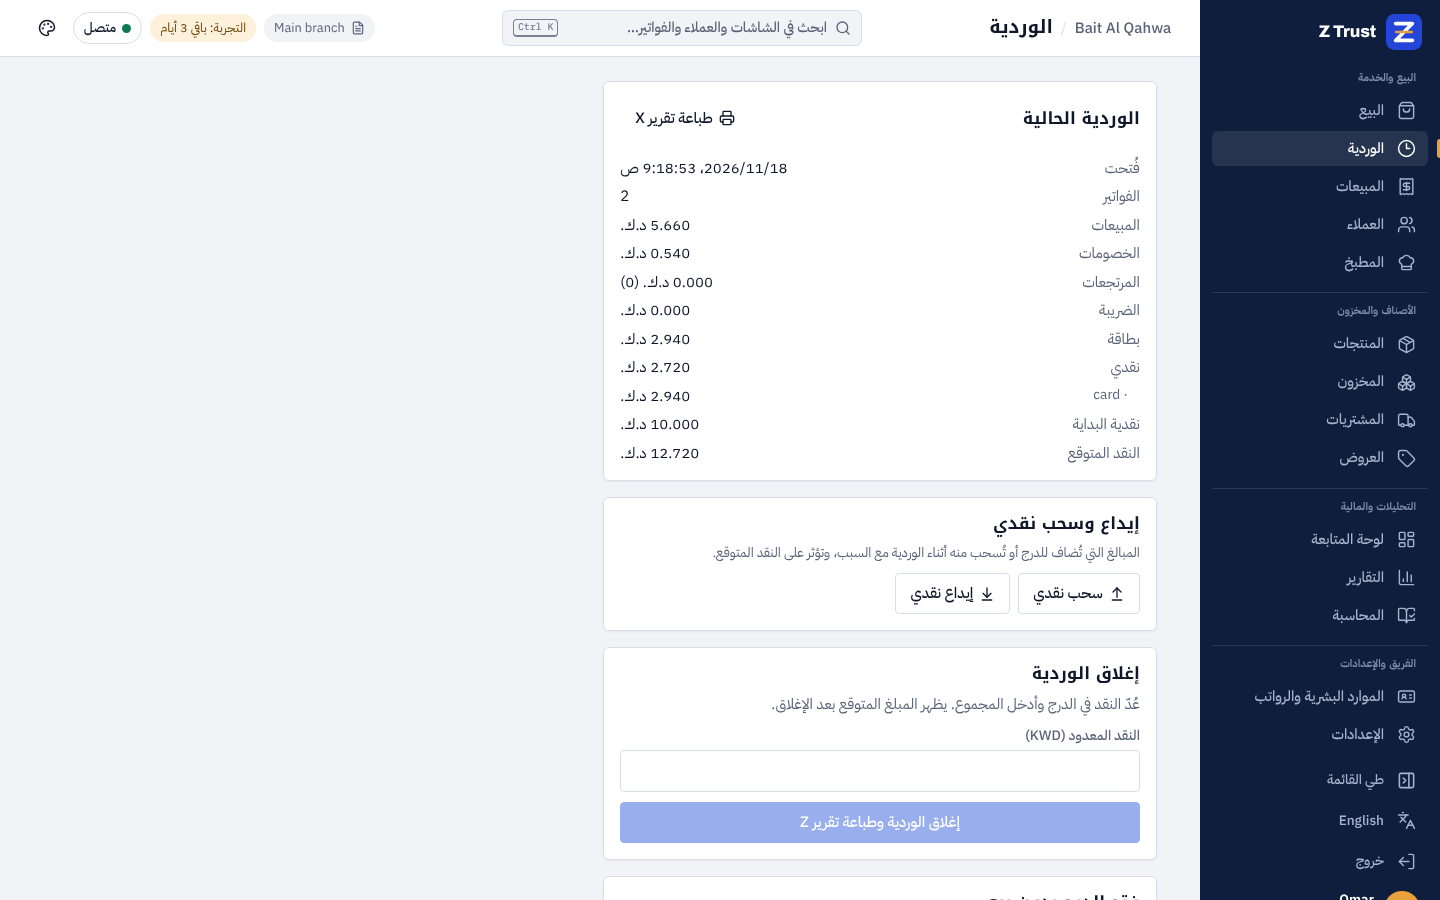 Z Trust
البيع والخدمة
البيع
الوردية
المبيعات
العملاء
المطبخ
الأصناف والمخزون
المنتجات
المخزون
المشتريات
العروض
التحليلات والمالية
لوحة المتابعة
التقارير
المحاسبة
الفريق والإعدادات
الموارد البشرية والرواتب
الإعدادات
طي القائمة
English
خروج
Omar
Bait Al Qahwa / الوردية
ابحث في الشاشات والعملاء والفواتير... Ctrl K
Main branch
التجربة: باقي 3 أيام
متصل
الوردية الحالية
طباعة تقرير X
فُتحت 2026/11/18، 9:18:53 ص
الفواتير 2
المبيعات 5.660 د.ك.
الخصومات 0.540 د.ك.
المرتجعات 0.000 د.ك. (0)
الضريبة 0.000 د.ك.
بطاقة 2.940 د.ك.
نقدي 2.720 د.ك.
· card 2.940 د.ك.
نقدية البداية 10.000 د.ك.
النقد المتوقع 12.720 د.ك.
إيداع وسحب نقدي
المبالغ التي تُضاف للدرج أو تُسحب منه أثناء الوردية مع السبب، وتؤثر على النقد المتوقع.
سحب نقدي
إيداع نقدي
إغلاق الوردية
عُدّ النقد في الدرج وأدخل المجموع. يظهر المبلغ المتوقع بعد الإغلاق.
النقد المعدود (KWD)
إغلاق الوردية وطباعة تقرير Z